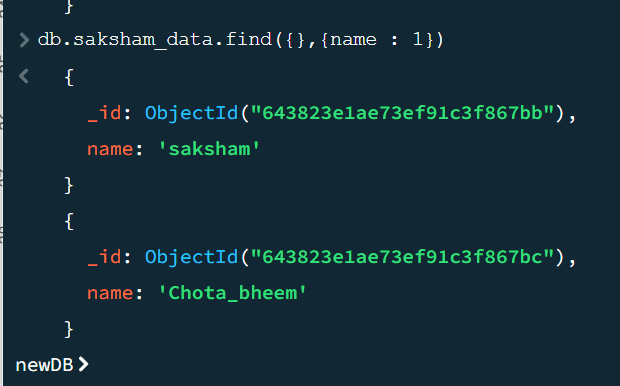 }
> db.saksham_data.find({},{name : 1})
< {
_id: ObjectId("643823e1ae73ef91c3f867bb"),
name: 'saksham'
}
{
_id: ObjectId("643823e1ae73ef91c3f867bc"),
name: 'Chota_bheem'
}
newDB>